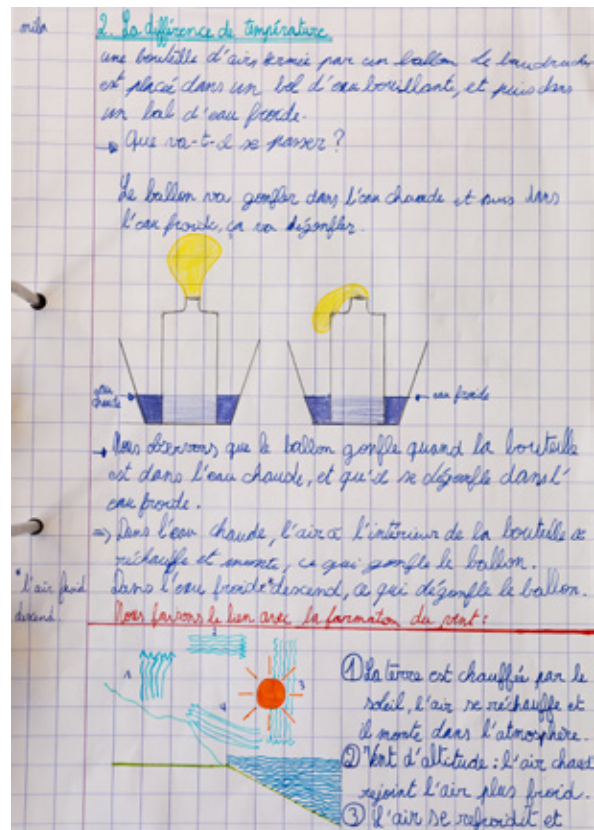 mila
2. La différence de température
une bouteille d'air fermée par un ballon de baudruche
est placée dans un bol d'eau bouillante, et puis dans
un bol d'eau froide.
→ Que va-t-il se passer ?
Le ballon va gonfler dans l'eau chaude et puis dans
l'eau froide, ça va dégonfler.
eau
chaude
eau froide
→ Nous observons que le ballon gonfle quand la bouteille
est dans l'eau chaude, et qu'il se dégonfle dans l'
eau froide.
=> Dans l'eau chaude, l'air à l'intérieur de la bouteille se
réchauffe et monte, ce qui gonfle le ballon.
Dans l'eau froide * descend, ce qui dégonfle le ballon.
* l'air froid
descend.
Nous faisons le lien avec la formation du vent :
1
2
3
4
① La terre est chauffée par le
soleil, l'air se réchauffe et
il monte dans l'atmosphère.
② Vent d'altitude : l'air chaud
rejoint l'air plus froid.
③ l'air se refroidit et